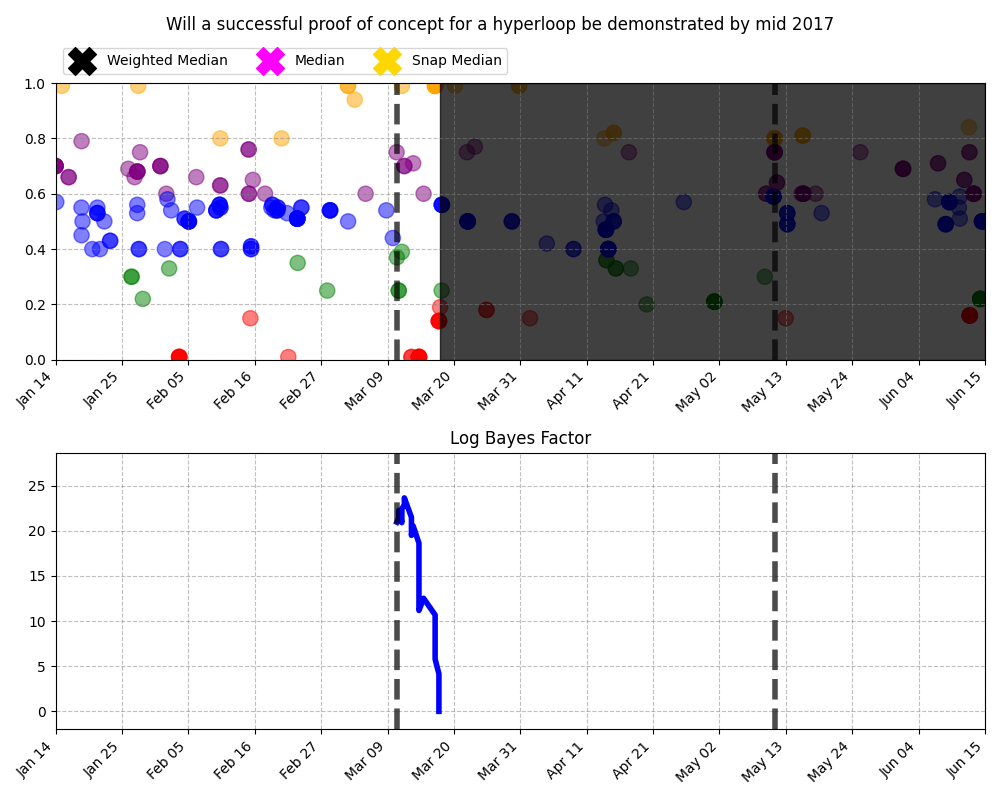 Will a successful proof of concept for a hyperloop be demonstrated by mid 2017
Weighted Median Median Snap Median
1.0
0.8
0.6
0.4
0.2
0.0
Jan 14 Jan 25 Feb 05 Feb 16 Feb 27 Mar 09 Mar 20 Mar 31 Apr 11 Apr 21 May 02 May 13 May 24 Jun 04 Jun 15
Log Bayes Factor
25
20
15
10
5
0
Jan 14 Jan 25 Feb 05 Feb 16 Feb 27 Mar 09 Mar 20 Mar 31 Apr 11 Apr 21 May 02 May 13 May 24 Jun 04 Jun 15